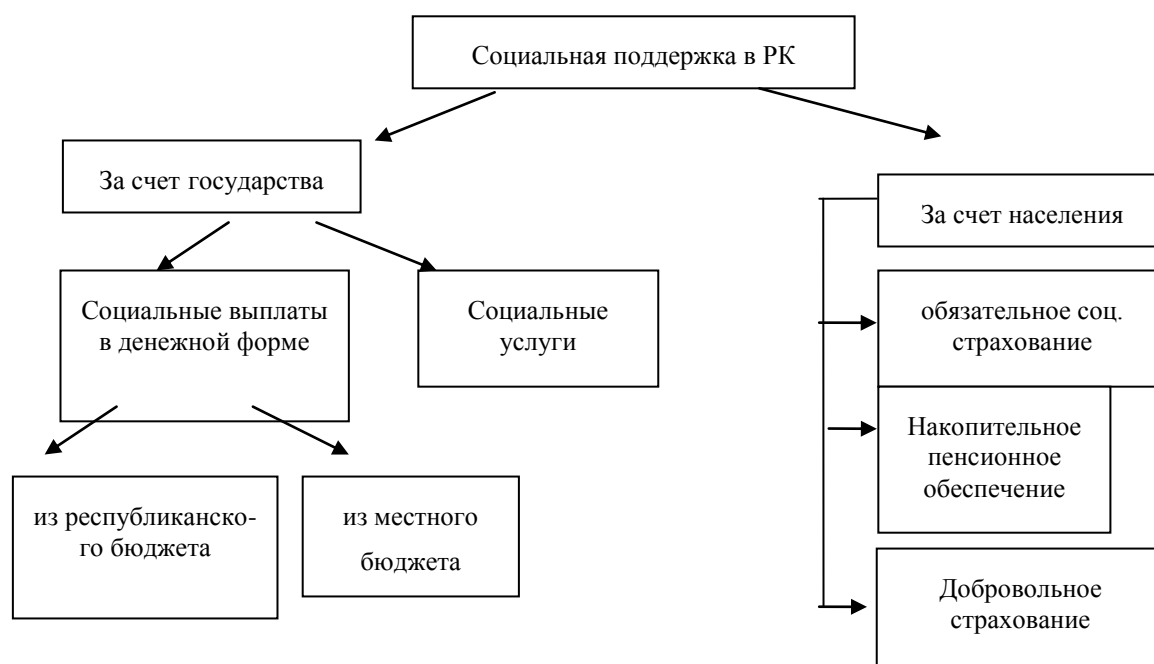 Социальная поддержка в РК
За счет государства
За счет населения
Социальные выплаты
в денежной форме
Социальные
услуги
обязательное соц.
страхование
Накопительное
пенсионное
обеспечение
из республиканско-
го бюджета
из местного
бюджета
Добровольное
страхование